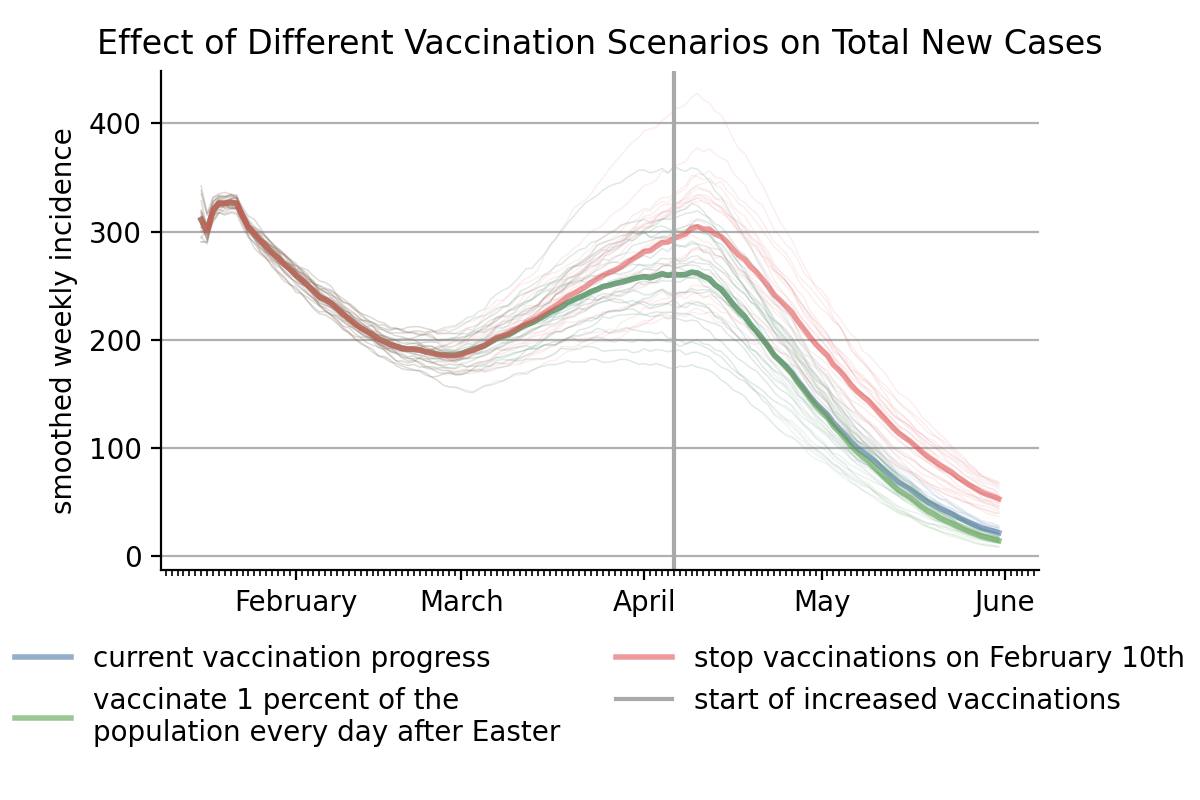 Effect of Different Vaccination Scenarios on Total New Cases
smoothed weekly incidence
400
300
200
100
0
February March April May June
current vaccination progress
vaccinate 1 percent of the
population every day after Easter
stop vaccinations on February 10th
start of increased vaccinations